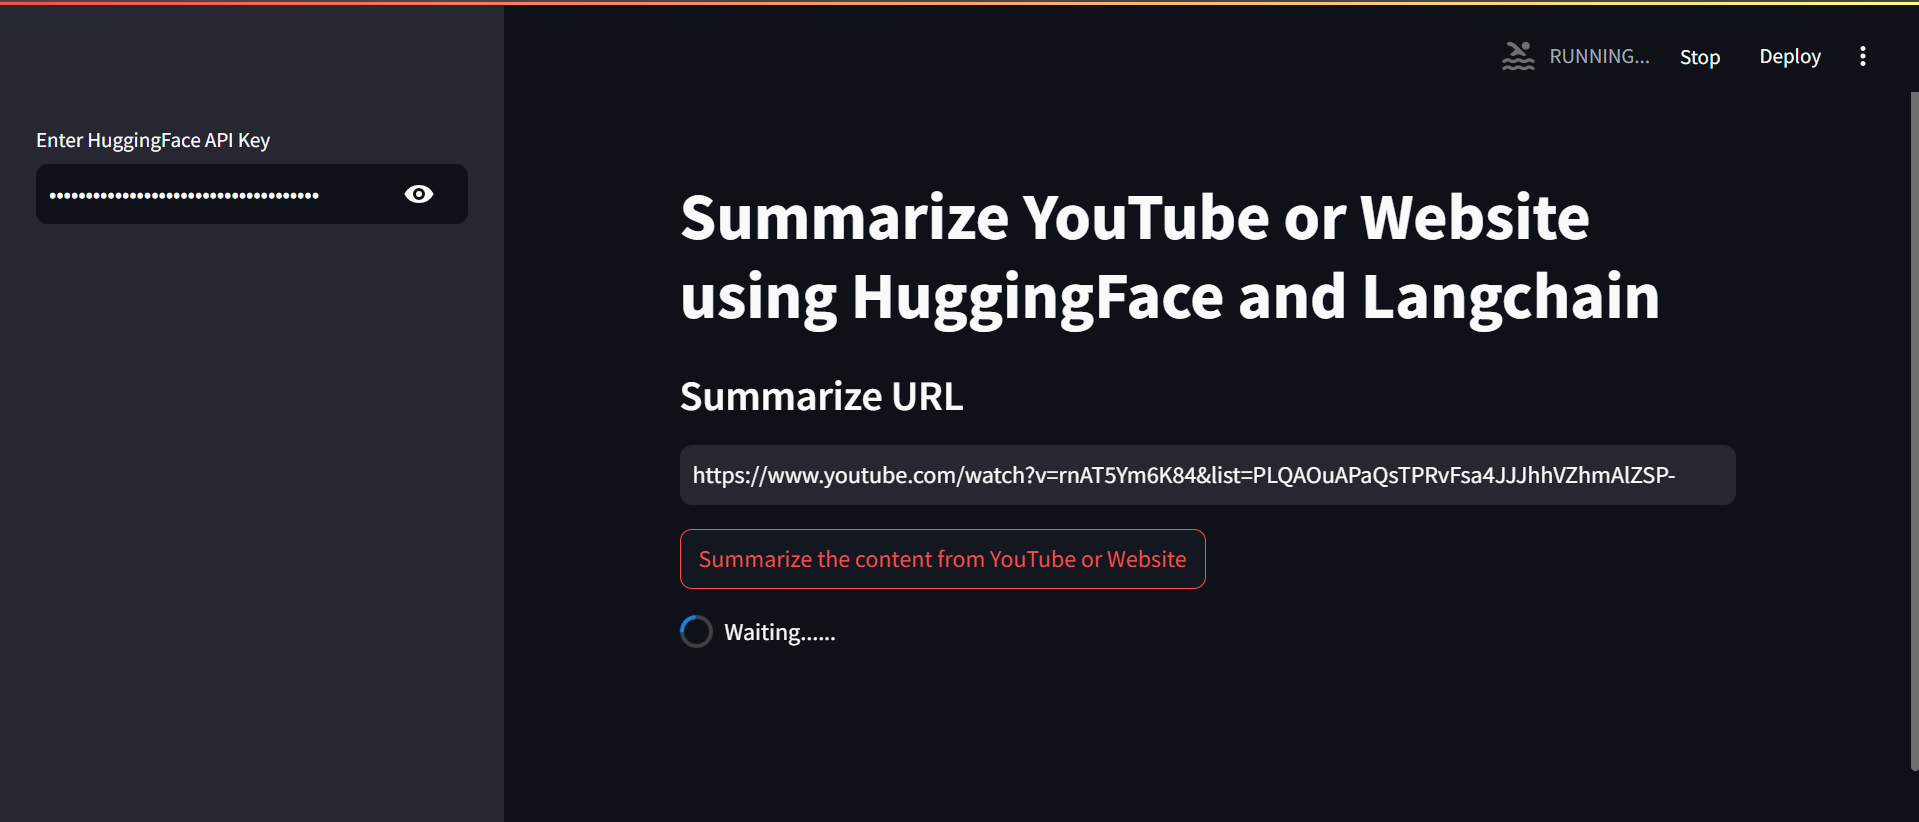 RUNNING...
Stop
Deploy
Enter HuggingFace API Key
Summarize YouTube or Website
using HuggingFace and Langchain
Summarize URL
https://www.youtube.com/watch?v=rnAT5Ym6K84&list=PLQAOuAPaQsTPRvFsa4JJJhhVZhmAlZSP-
Summarize the content from YouTube or Website
Waiting......